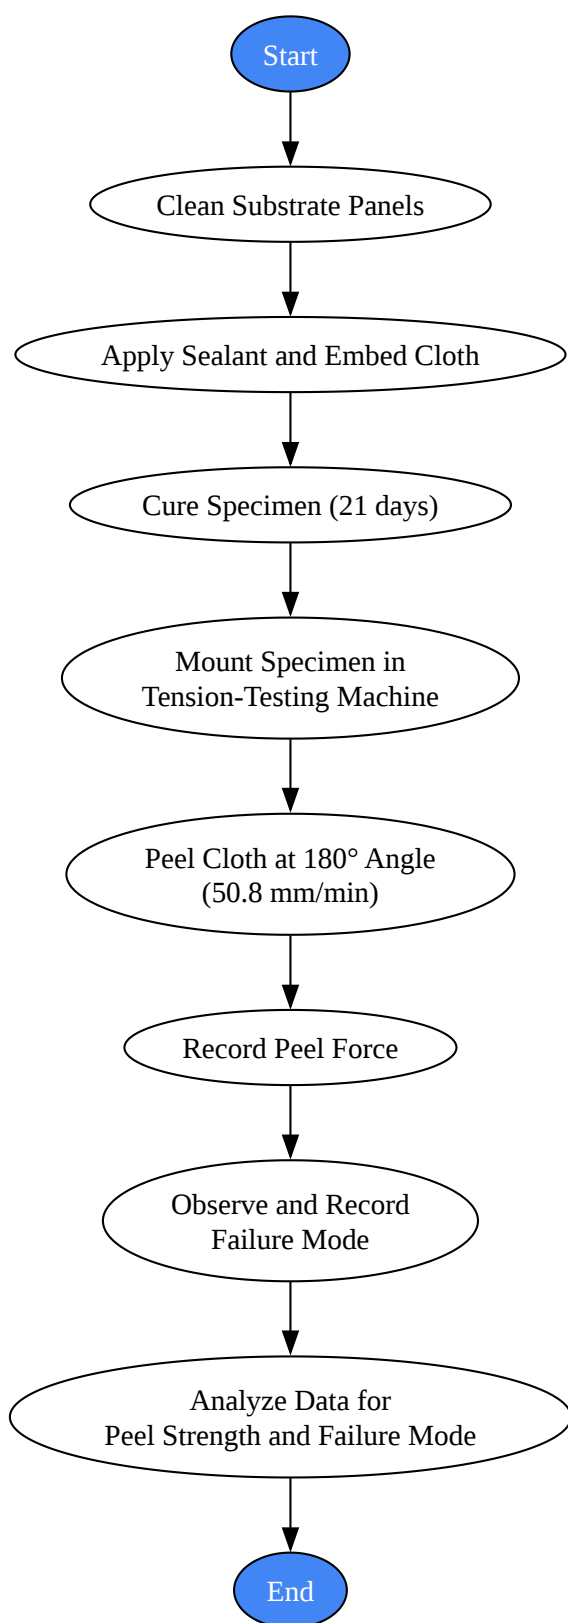 Start
Clean Substrate Panels
Apply Sealant and Embed Cloth
Cure Specimen (21 days)
Mount Specimen in
Tension-Testing Machine
Peel Cloth at 180° Angle
(50.8 mm/min)
Record Peel Force
Observe and Record
Failure Mode
Analyze Data for
Peel Strength and Failure Mode
End